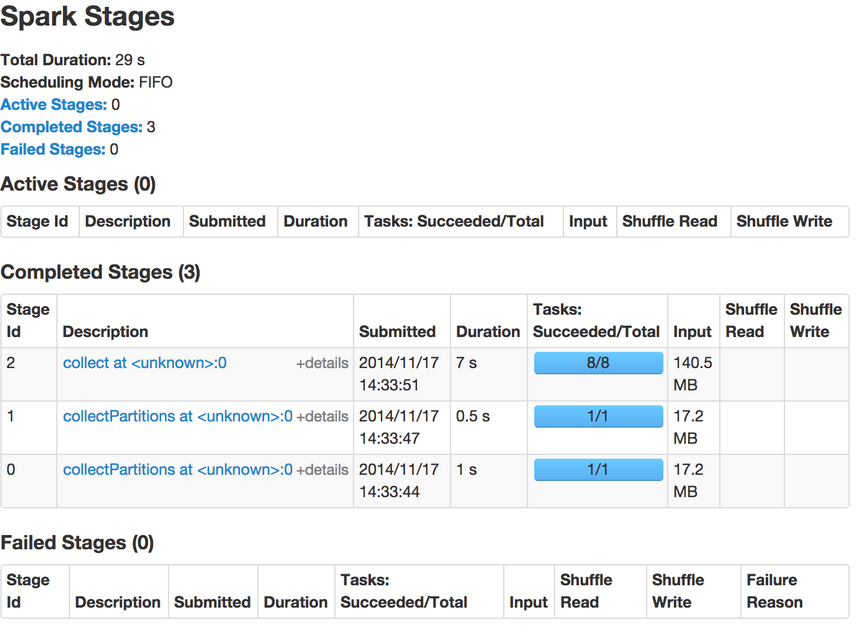 Spark Stages
Total Duration: 29 s
Scheduling Mode: FIFO
Active Stages: 0
Completed Stages: 3
Failed Stages: 0
Active Stages (0)
Stage Id Description Submitted Duration Tasks: Succeeded/Total Input Shuffle Read Shuffle Write
Completed Stages (3)
Stage Id Description Submitted Duration Tasks: Succeeded/Total Input Shuffle Read Shuffle Write
2 collect at <unknown>:0 +details 2014/11/17 14:33:51 7 s 8/8 140.5 MB
1 collectPartitions at <unknown>:0 +details 2014/11/17 14:33:47 0.5 s 1/1 17.2 MB
0 collectPartitions at <unknown>:0 +details 2014/11/17 14:33:44 1 s 1/1 17.2 MB
Failed Stages (0)
Stage Id Description Submitted Duration Tasks: Succeeded/Total Input Shuffle Read Shuffle Write Failure Reason